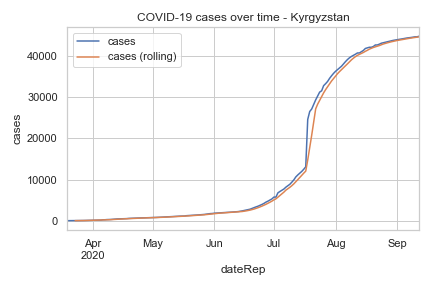 COVID-19 cases over time - Kyrgyzstan
cases
cases (rolling)
40000
30000
20000
10000
0
cases
Apr
2020
May
Jun
Jul
Aug
Sep
dateRep